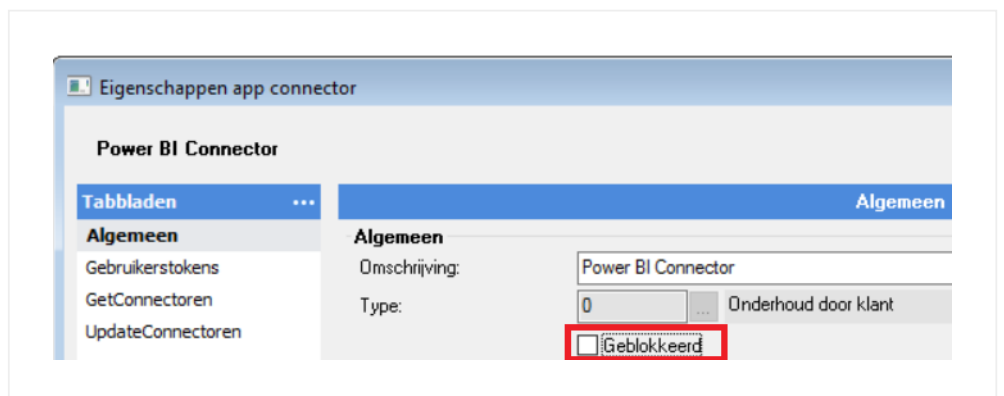 Eigenschappen app connector
Power BI Connector
Tabbladen ...
Algemeen
Algemeen
Algemeen
Omschrijving: Power BI Connector
Gebruikerstokens
GetConnectoren
Type: 0 ... Onderhoud door klant
UpdateConnectoren
Geblokkeerd